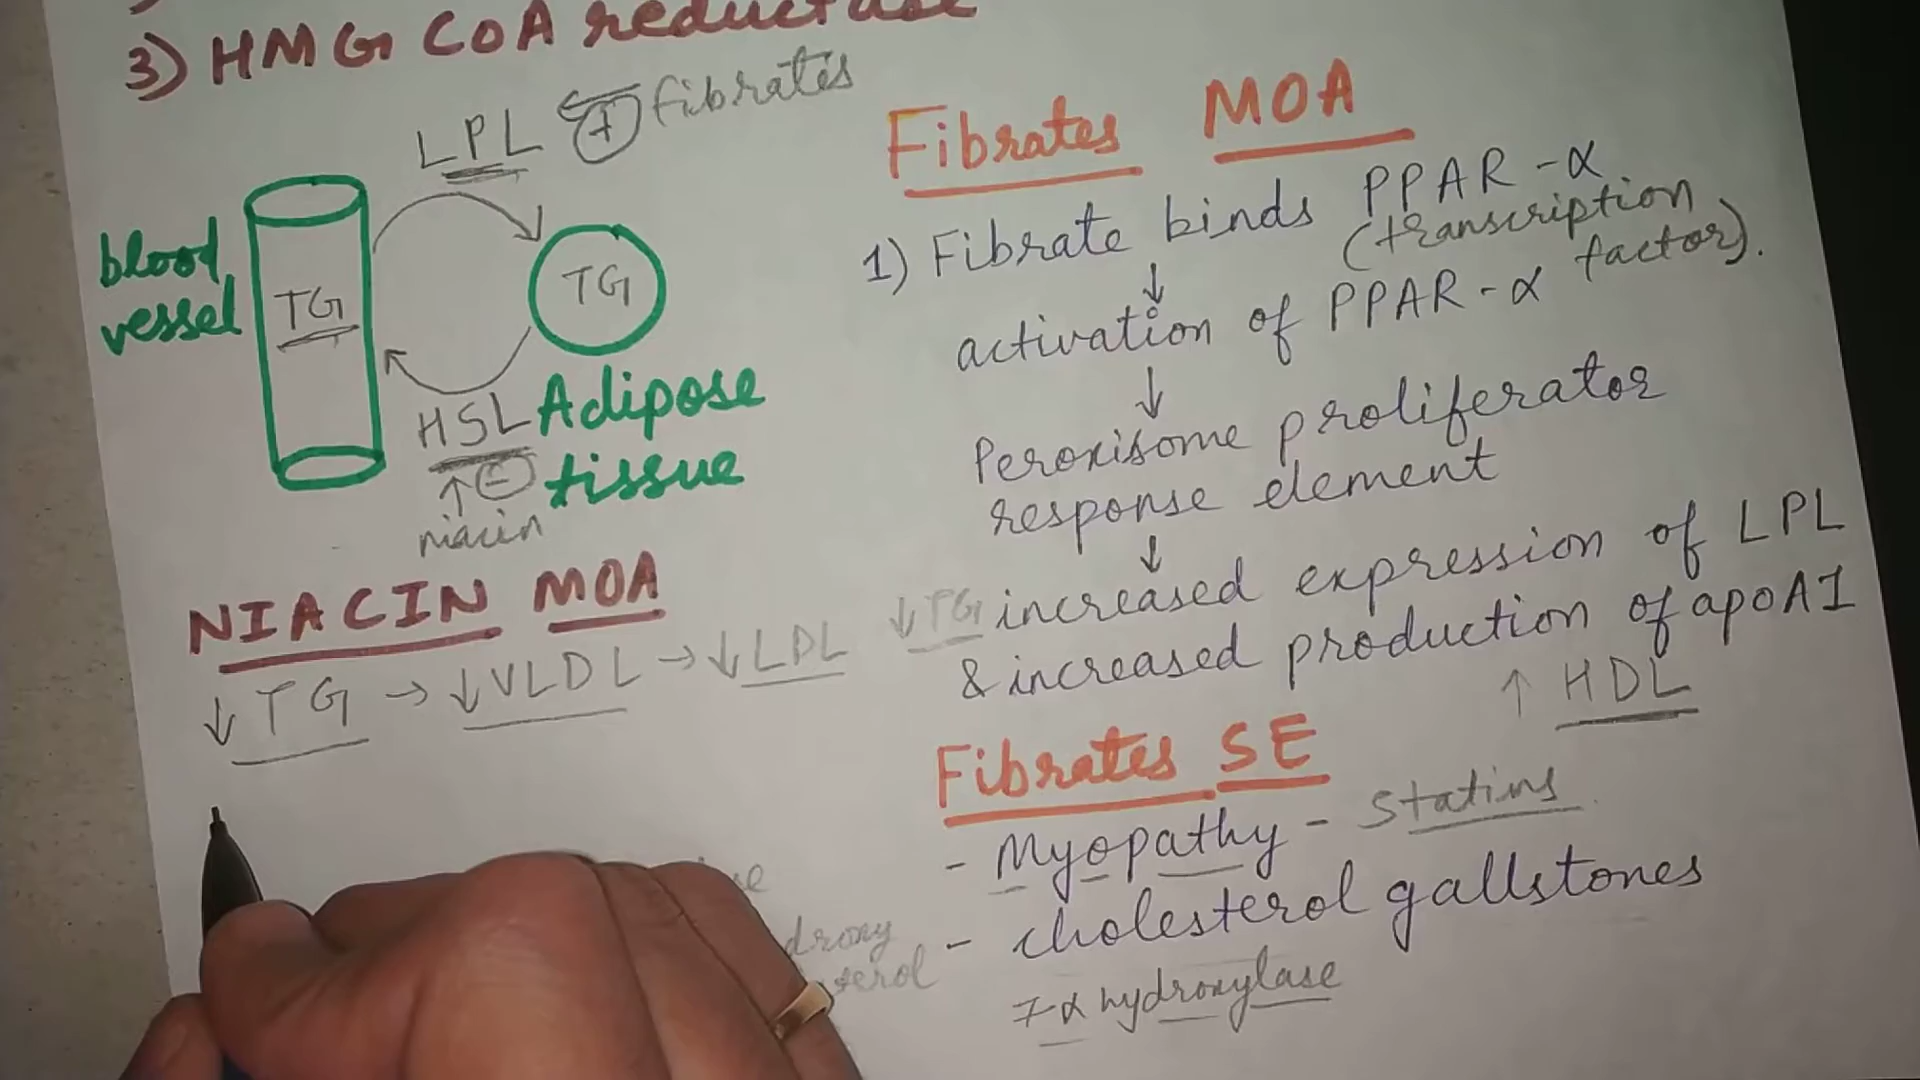 3) HMG COA reductase
LPL + fibrates
blood
vessel
TG
TG
HSL
Adipose
tissue
-
niacin
NIACIN MOA
↓ TG → ↓ VLDL → ↓ LDL
Fibrates MOA
1) Fibrate binds PPAR-α
(transcription
factor).
↓
activation of PPAR-α
↓
Peroxisome proliferator
response element
↓
↓TG increased expression of LPL
& increased production of apoA1
↑ HDL
Fibrates SE
- Myopathy - Statins
- cholesterol gallstones
7-α hydroxylase